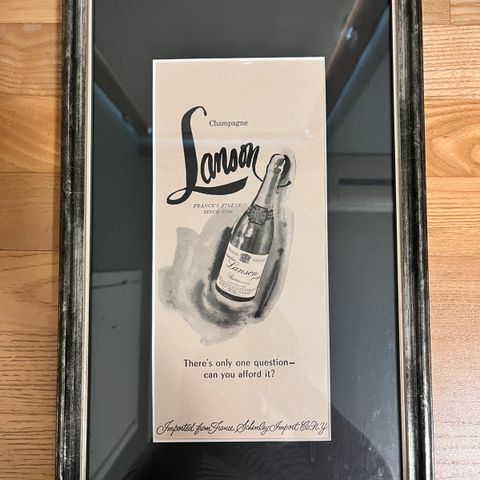 Champagne
Lanson
FRANCE'S FINEST
SINCE 1760
Lanson
There's only one question—
can you afford it?
Imported from France, Schenley Import Co. N.Y.